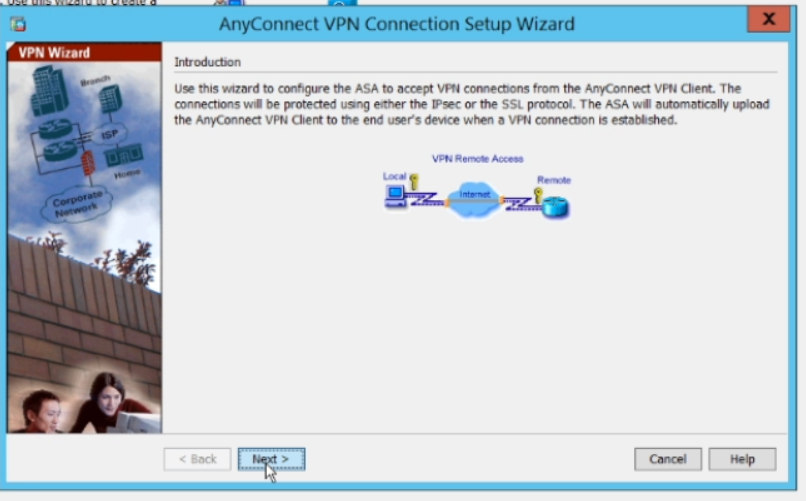 . Use this wizard to create a
AnyConnect VPN Connection Setup Wizard
X
VPN Wizard
Branch
ISP
Home
Corporate
Network
Introduction
Use this wizard to configure the ASA to accept VPN connections from the AnyConnect VPN Client. The
connections will be protected using either the IPsec or the SSL protocol. The ASA will automatically upload
the AnyConnect VPN Client to the end user's device when a VPN connection is established.
VPN Remote Access
Local
Internet
Remote
< Back
Next >
Cancel
Help